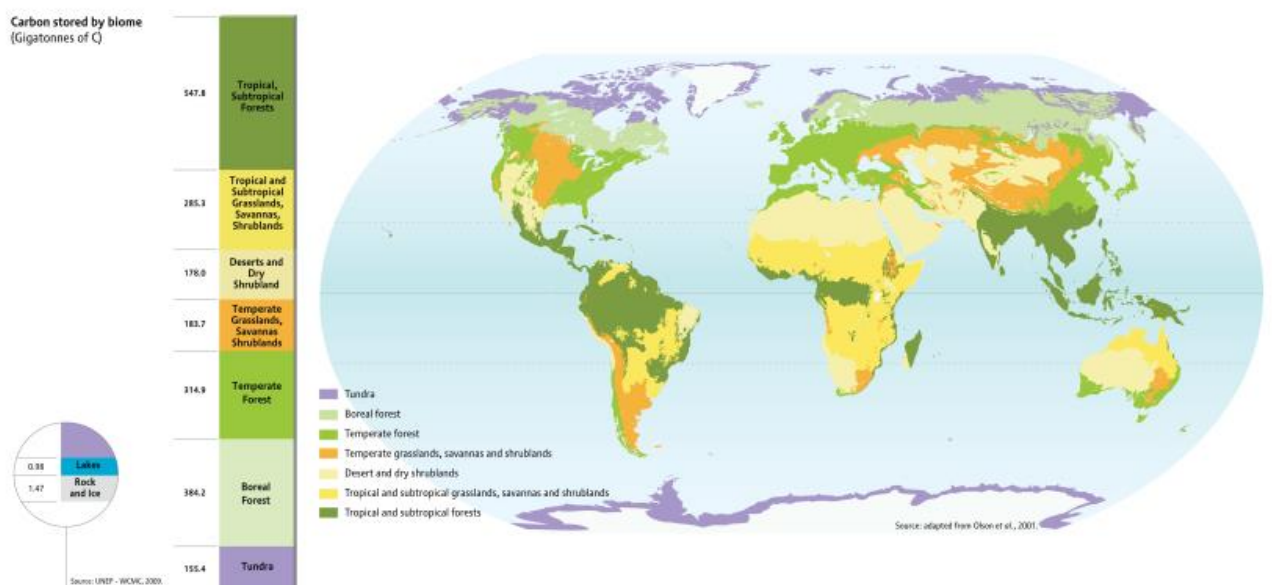 Carbon stored by biome
(Gigatonnes of C)
547.8
Tropical,
Subtropical
Forests
285.3
Tropical and
Subtropical
Grasslands,
Savannas,
Shrublands
178.0
Deserts and
Dry
Shrubland
183.7
Temperate
Grasslands,
Savannas
Shrublands
314.9
Temperate
Forest
384.2
Boreal
Forest
155.4
Tundra
0.98
Lakes
1.47
Rock
and Ice
Source: UNEP - WCMC, 2009.
Tundra
Boreal forest
Temperate forest
Temperate grasslands, savannas and shrublands
Desert and dry shrublands
Tropical and subtropical grasslands, savannas and shrublands
Tropical and subtropical forests
Source: adapted from Olson et al., 2001.